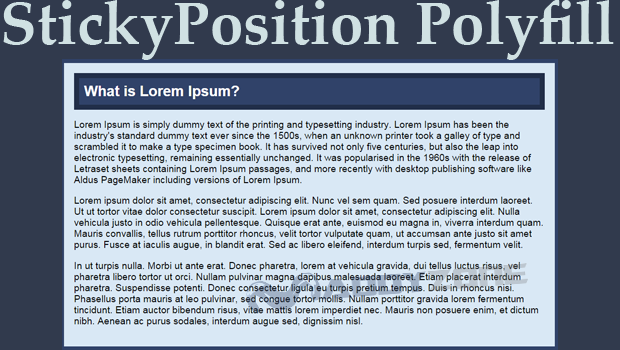 StickyPosition Polyfill
What is Lorem Ipsum?
Lorem Ipsum is simply dummy text of the printing and typesetting industry. Lorem Ipsum has been the
industry's standard dummy text ever since the 1500s, when an unknown printer took a galley of type and
scrambled it to make a type specimen book. It has survived not only five centuries, but also the leap into
electronic typesetting, remaining essentially unchanged. It was popularised in the 1960s with the release of
Letraset sheets containing Lorem Ipsum passages, and more recently with desktop publishing software like
Aldus PageMaker including versions of Lorem Ipsum.
Lorem ipsum dolor sit amet, consectetur adipiscing elit. Nunc vel sem quam. Sed posuere interdum laoreet.
Ut ut tortor vitae dolor consectetur suscipit. Lorem ipsum dolor sit amet, consectetur adipiscing elit. Nulla
vehicula justo in odio vehicula pellentesque. Quisque erat ante, euismod eu magna in, viverra interdum quam.
Mauris convallis, tellus rutrum porttitor rhoncus, velit tortor vulputate quam, ut accumsan ante justo sit amet
purus. Fusce at iaculis augue, in blandit erat. Sed ac libero eleifend, interdum turpis sed, fermentum velit.
In ut turpis nulla. Morbi ut ante erat. Donec pharetra, lorem at vehicula gravida, dui tellus luctus risus, vel
pharetra libero tortor ut orci. Nullam pulvinar magna dapibus malesuada laoreet. Etiam placerat interdum
pharetra. Suspendisse potenti. Donec consectetur ligula eu turpis pretium tempus. Duis in rhoncus nisi.
Phasellus porta mauris at leo pulvinar, sed congue tortor mollis. Nullam porttitor gravida lorem fermentum
tincidunt. Etiam auctor bibendum risus, vitae mattis lorem imperdiet nec. Mauris non posuere enim, et dictum
nibh. Aenean ac purus sodales, interdum augue sed, dignissim nisl.